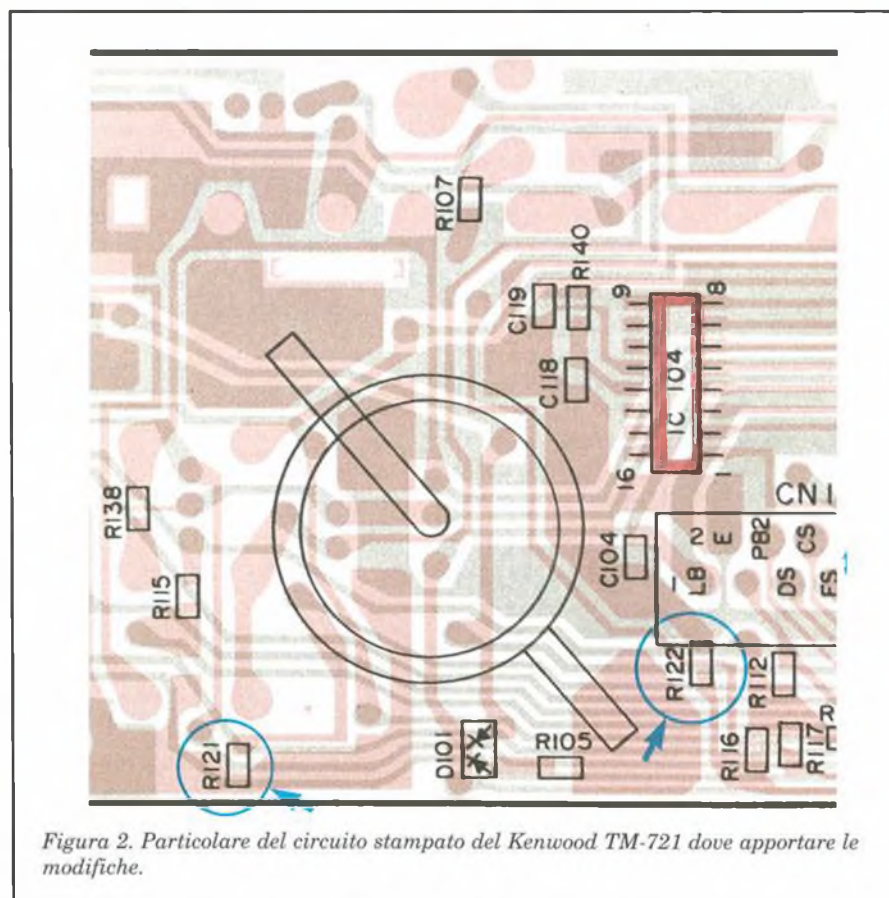 R107
C119
R140
9
8
C118
IC 104
16
1
R138
CN1
R115
C104
1
LB
2
E
PB2
DS
CS
FS
R122
R112
R121
D101
R105
R116
R117
R
Figura 2. Particolare del circuito stampato del Kenwood TM-721 dove apportare le
modifiche.